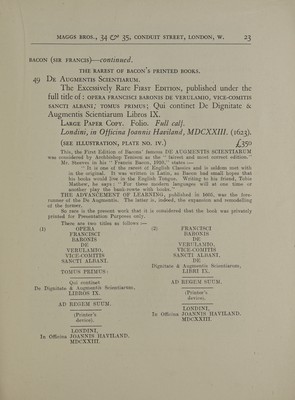 MAGGS BROS., 34 & 35, CONDUIT STREET, LONDON, W. 23
BACON (SIR FRANCIS)—continued.
THE RAREST OF BACON'S PRINTED BOOKS.
49 DE AUGMENTIS SCIENTIARUM.
The Excessively Rare FIRST EDITION, published under the
full title of: OPERA FRANCISCI BARONIS DE VERULAMIO, VICE-COMITIS
SANCTI ALBANI; TOMUS PRIMUS; Qui continet De Dignitate &
Augmentis Scientiarum Libros IX.
LARGE PAPER COPY. Folio. Full calf.
Londini, in Officina Joannis Haviland, MDCXXIII. (1623).
(SEE ILLUSTRATION, PLATE NO. IV.) £350
This, the First Edition of Bacons' famous DE AUGMENTIS SCIENTIARUM
was considered by Archbishop Tenison as the "fairest and most correct edition."
Mr. Steeves in his "Francis Bacon, 1910," states:—
"It is one of the rarest of English Classics and is seldom met with
in the original. It was written in Latin, as Bacon had small hopes that
his books would live in the English Tongue. Writing to his friend, Tobie
Mathew, he says: "For these modern languages will at one time or
another play the bank-rowte with books."
THE ADVANCEMENT OF LEARNING, published in 1605, was the fore-
runner of the De Augmentis. The latter is, indeed, the expansion and remodelling
of the former.
So rare is the present work that it is considered that the book was privately
printed for Presentation Purposes only.
There are two titles as follows:—
(1) OPERA
FRANCISCI
BARONIS
DE
VERULAMIO,
VICE-COMITIS
SANCTI ALBANI.
TOMUS PRIMUS:
Qui continet
De Dignitate & Augmentis Scientiarum,
LIBROS IX.
AD REGEM SUUM.
(Printer's
device).
LONDINI,
In Officina JOANNIS HAVILAND,
MDCXXIII.
(2) FRANCISCI
BARONIS
DE
VERULAMIO,
VICE-COMITIS
SANCTI ALBANI,
DE
Dignitate & Augmentis Scientiarum,
LIBRI IX.
AD REGEM SUUM.
(Printer's
device).
LONDINI,
In Officina JOANNIS HAVILAND,
MDCXXIII.